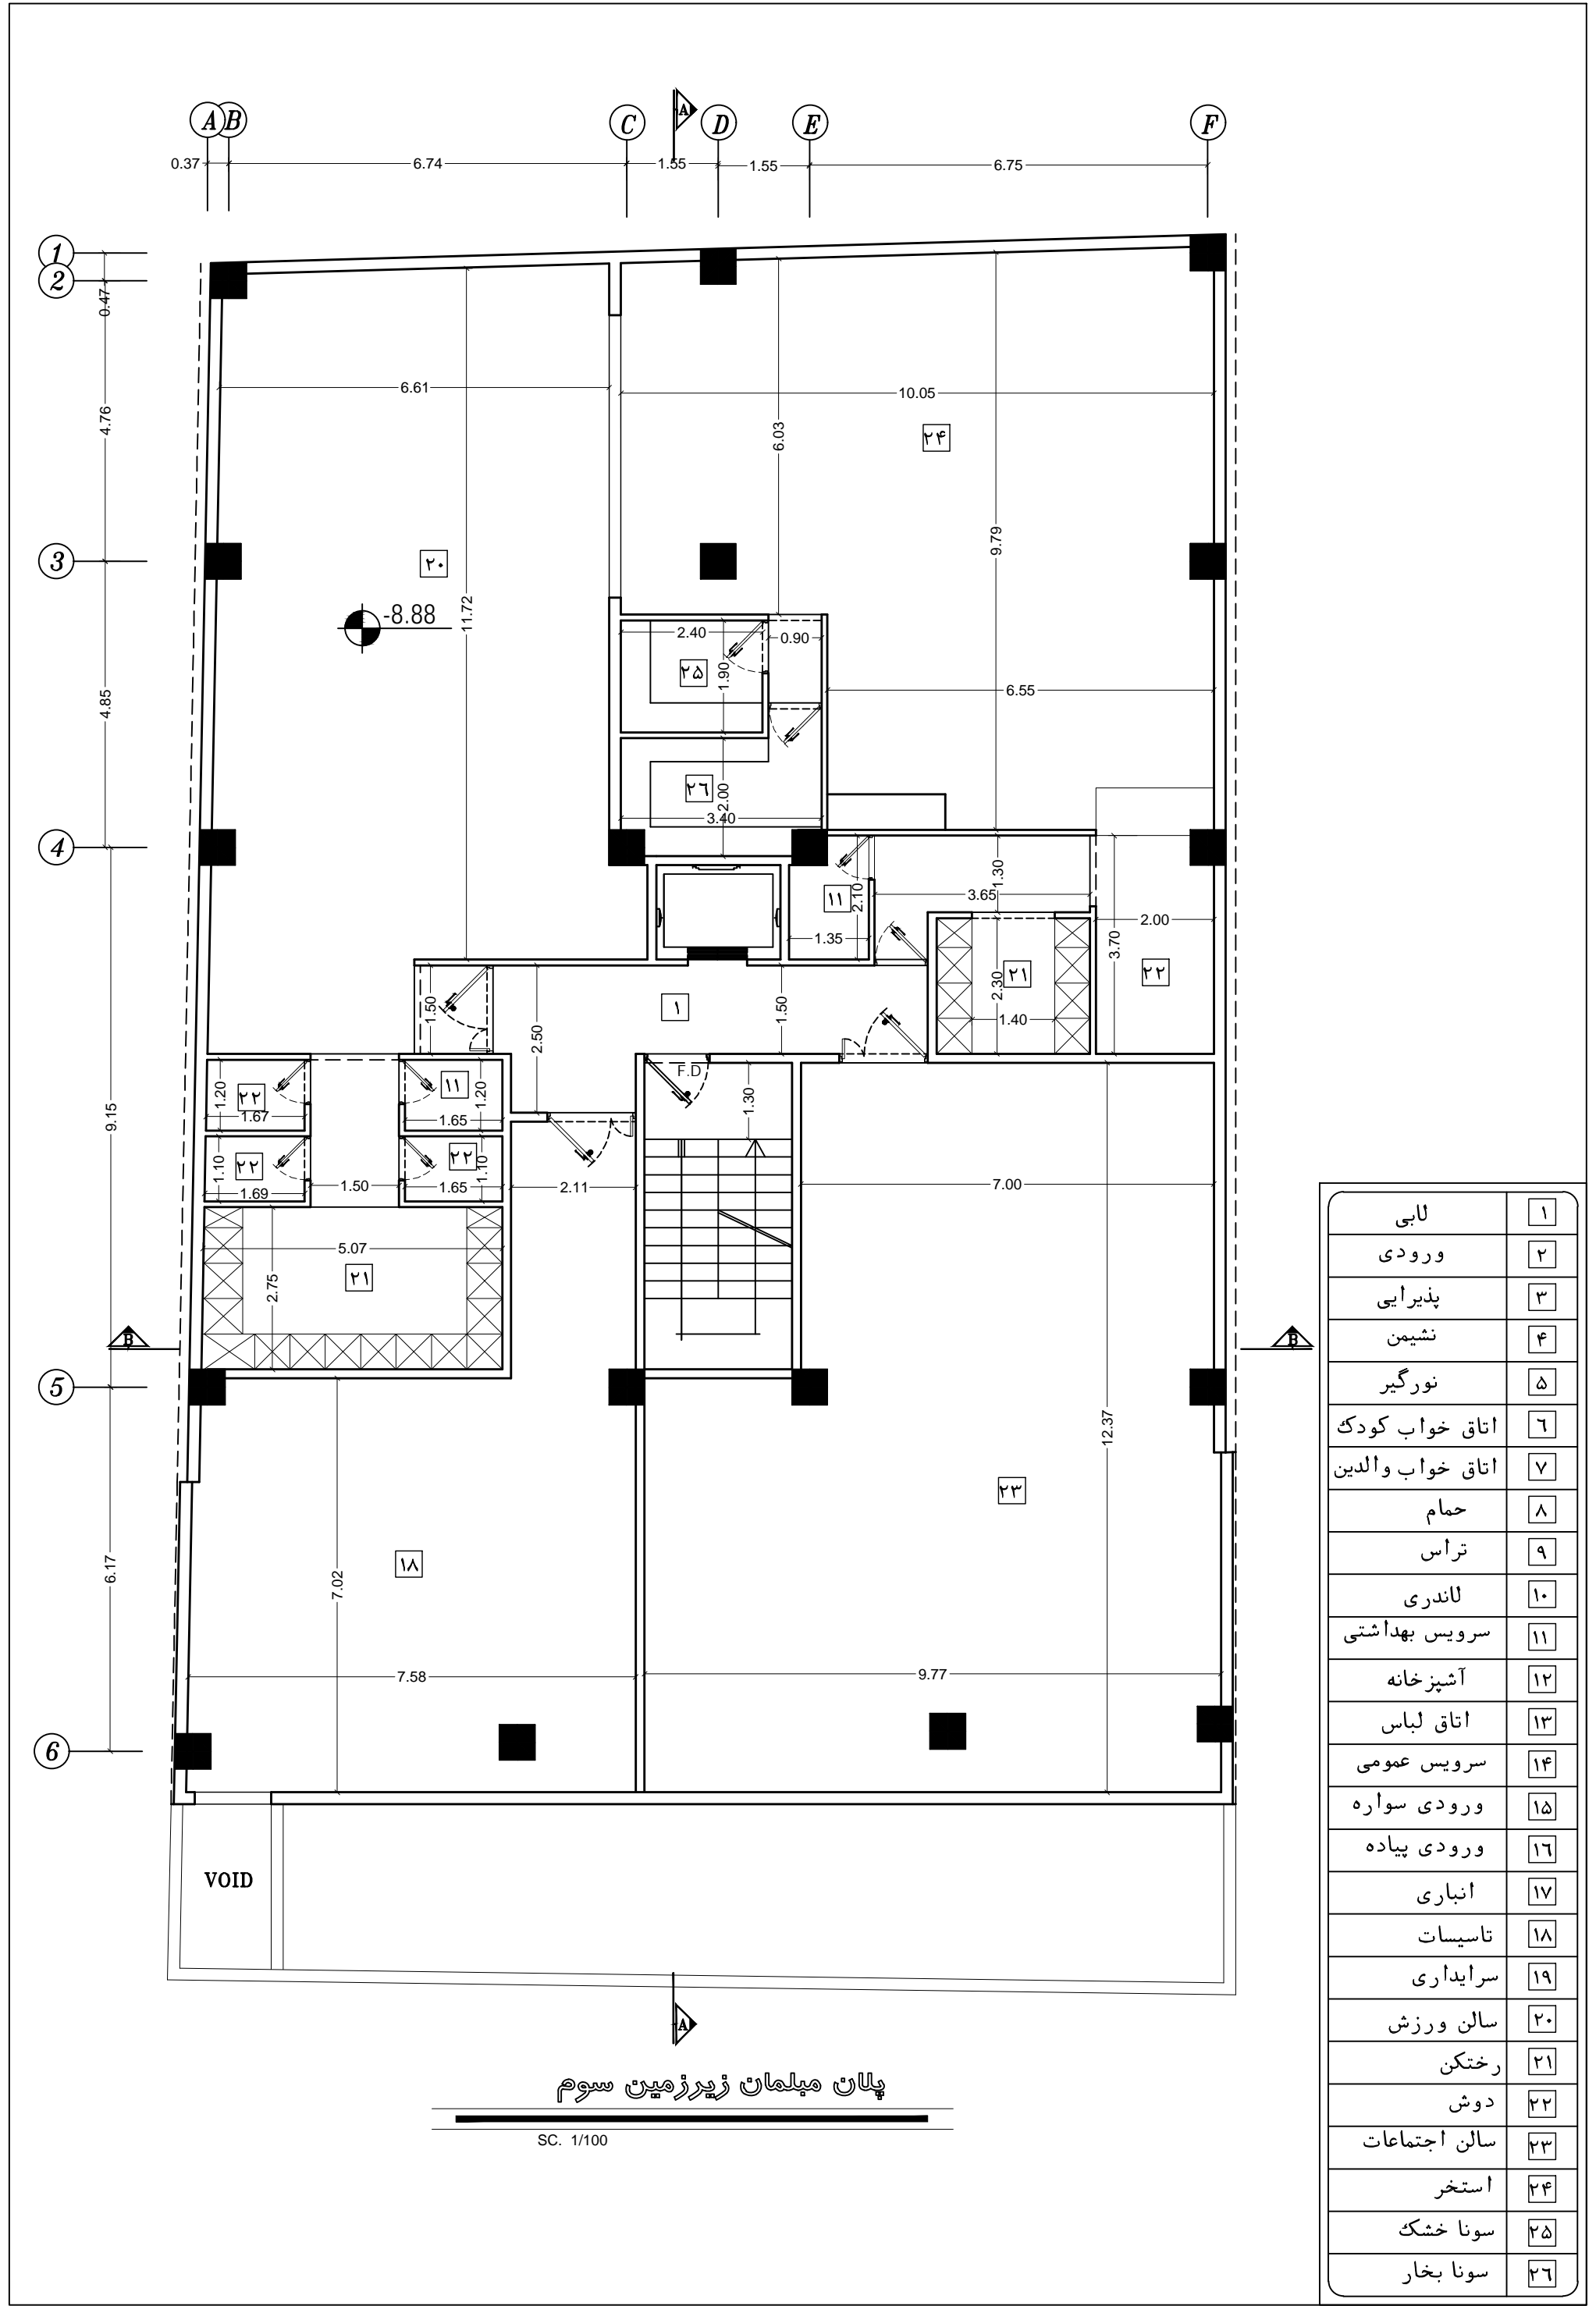 A
A B C D E F
0.37 6.74 1.55 1.55 6.75
1
2
0.47
4.76
3
4.85
4
9.15
5
6.17
6
6.61
10.05
۲۴
6.03
9.79
11.72
۲۰
-8.88
2.40
0.90
۲۵
1.90
6.55
۲٦
2.00
3.40
۱۱
2.10
1.35
1.30
3.65
2.00
3.70
۲۱
2.30
1.40
۲۲
1.50
2.50
۱
1.50
F.D
1.30
1.20
۲۲
1.67
۱۱
1.20
1.65
1.10
۲۲
1.69
1.50
۲۲
1.10
1.65
2.11
7.00
5.07
۲۱
2.75
B
B
12.37
۲۳
۱۸
7.02
7.58
9.77
VOID
A
پلان مبلمان زیرزمین سوم
SC. 1/100
لابی ۱
ورودی ۲
پذیرایی ۳
نشیمن ۴
نورگیر ۵
اتاق خواب کودک ٦
اتاق خواب والدین ۷
حمام ۸
تراس ۹
لاندری ۱۰
سرویس بهداشتی ۱۱
آشپزخانه ۱۲
اتاق لباس ۱۳
سرویس عمومی ۱۴
ورودی سواره ۱۵
ورودی پیاده ۱٦
انباری ۱۷
تاسیسات ۱۸
سرایداری ۱۹
سالن ورزش ۲۰
رختکن ۲۱
دوش ۲۲
سالن اجتماعات ۲۳
استخر ۲۴
سونا خشک ۲۵
سونا بخار ۲٦